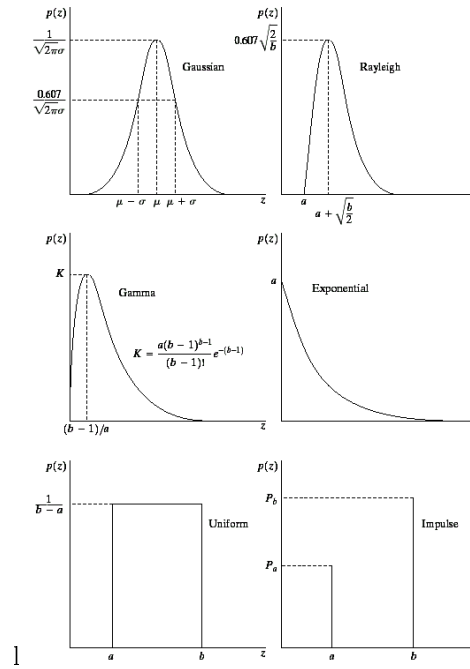 p(z)
1/√2πσ
0.607/√2πσ
Gaussian
μ − σ μ μ + σ z
p(z)
0.607√2/b
Rayleigh
a
a + √b/2
p(z)
K
Gamma
K = a(b − 1)^b−1/(b − 1)! e^−(b−1)
(b − 1)/a z
p(z)
a
Exponential
p(z)
1/b − a
Uniform
a b z
p(z)
P_b
P_a
Impulse
a b